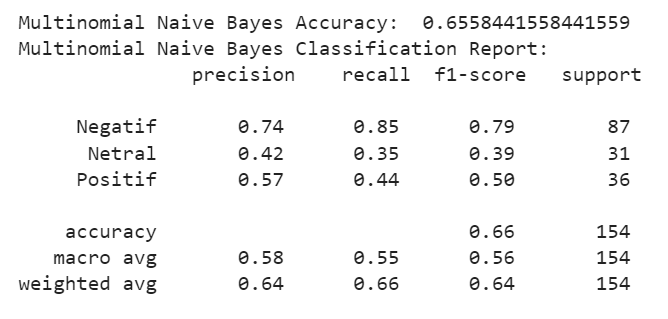 Multinomial Naive Bayes Accuracy:  0.6558441558441559
Multinomial Naive Bayes Classification Report:
              precision    recall  f1-score   support

     Negatif       0.74      0.85      0.79        87
      Netral       0.42      0.35      0.39        31
     Positif       0.57      0.44      0.50        36

    accuracy                           0.66       154
   macro avg       0.58      0.55      0.56       154
weighted avg       0.64      0.66      0.64       154